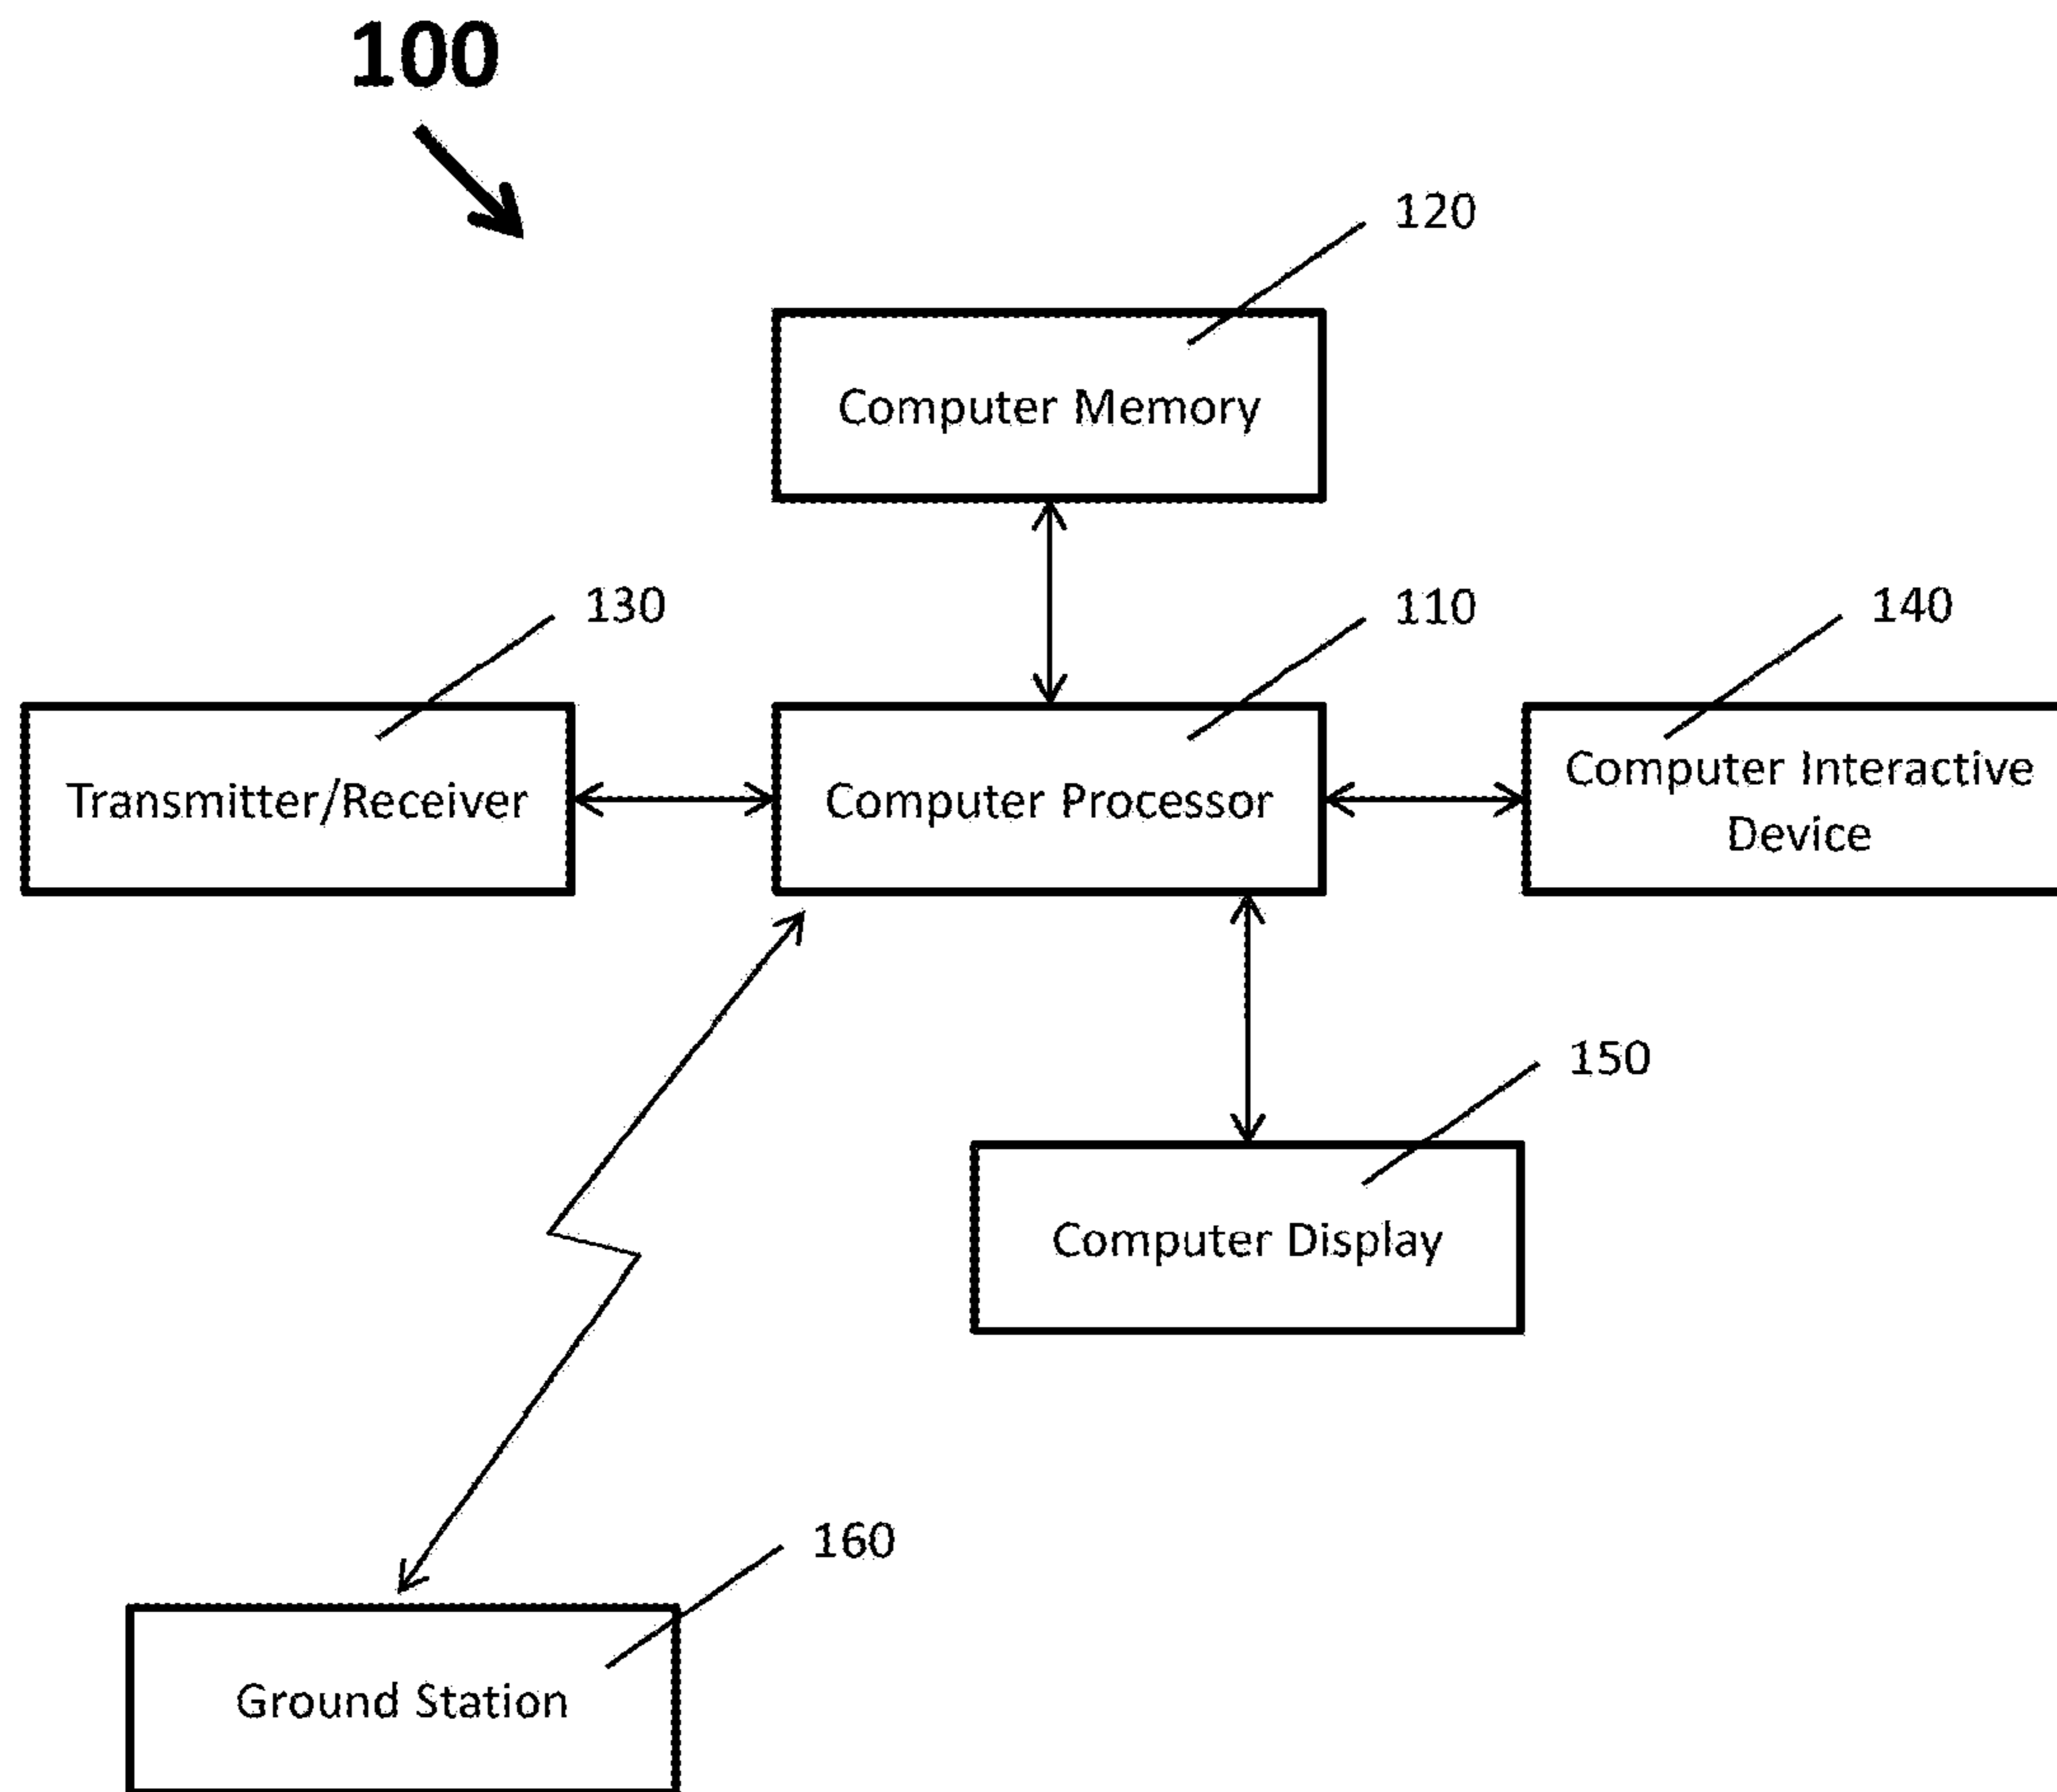 100
120
Computer Memory
130
110
140
Transmitter/Receiver
Computer Processor
Computer Interactive
Device
150
Computer Display
160
Ground Station